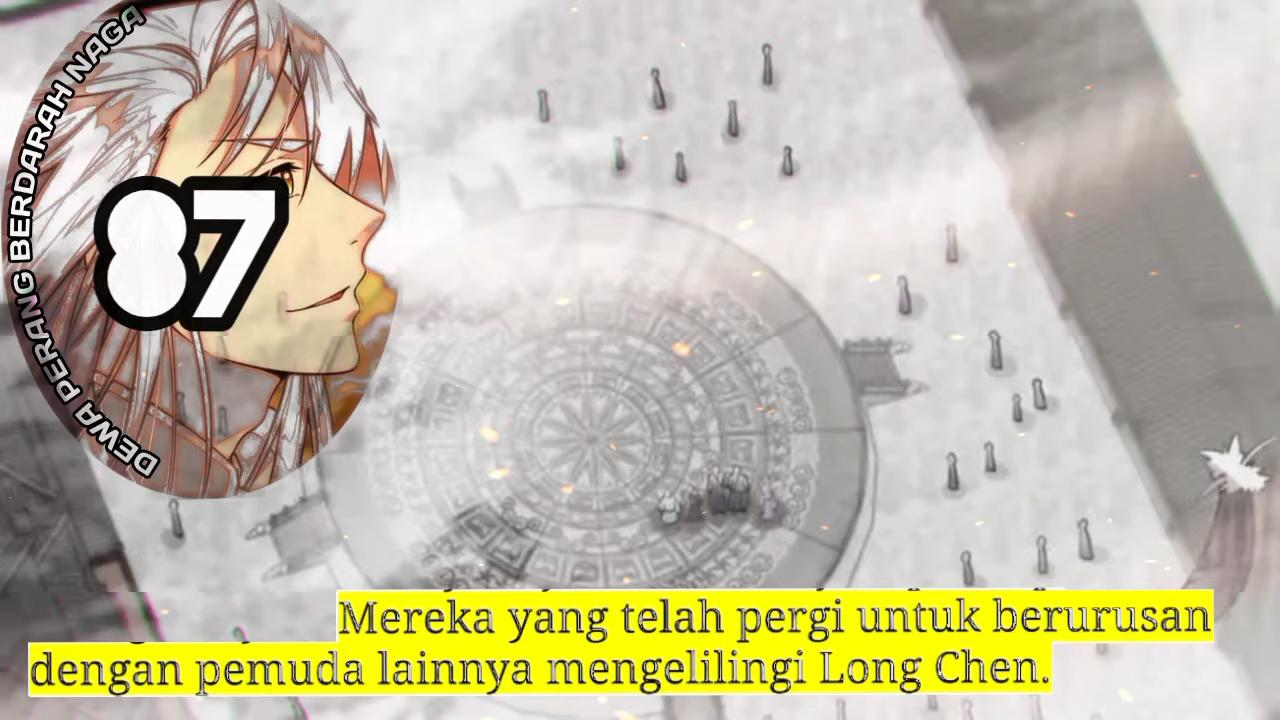 DEWA PERANG BERDARAH NAGA
87
Mereka yang telah pergi untuk berurusan
dengan pemuda lainnya mengelilingi Long Chen.